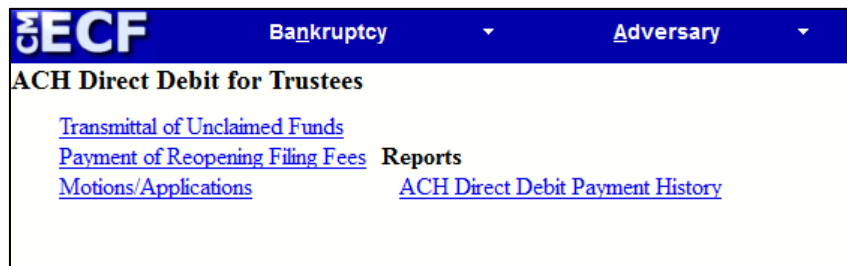 CM ECF Bankruptcy Adversary
ACH Direct Debit for Trustees
Transmittal of Unclaimed Funds
Payment of Reopening Filing Fees Reports
Motions/Applications ACH Direct Debit Payment History